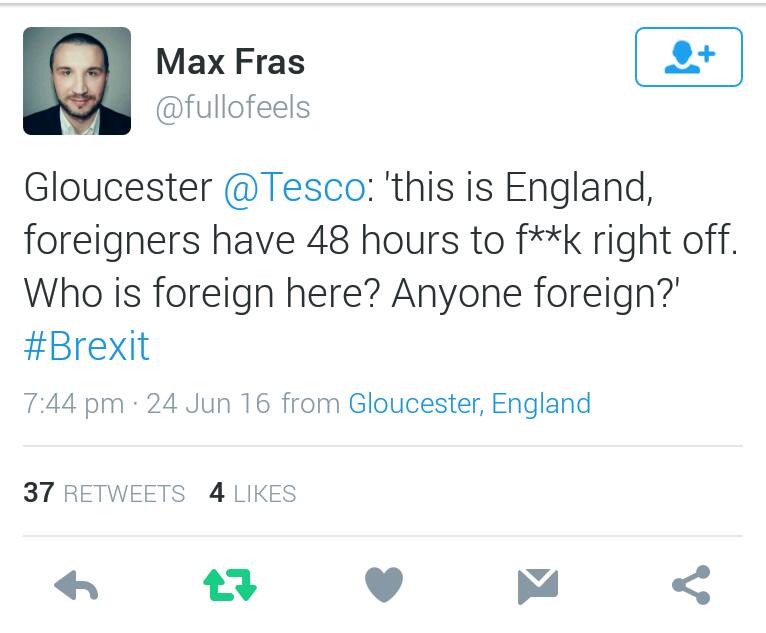 Max Fras
@fullofeels
Gloucester @Tesco: 'this is England,
foreigners have 48 hours to f**k right off.
Who is foreign here? Anyone foreign?'
#Brexit
7:44 pm · 24 Jun 16 from Gloucester, England
37 RETWEETS 4 LIKES